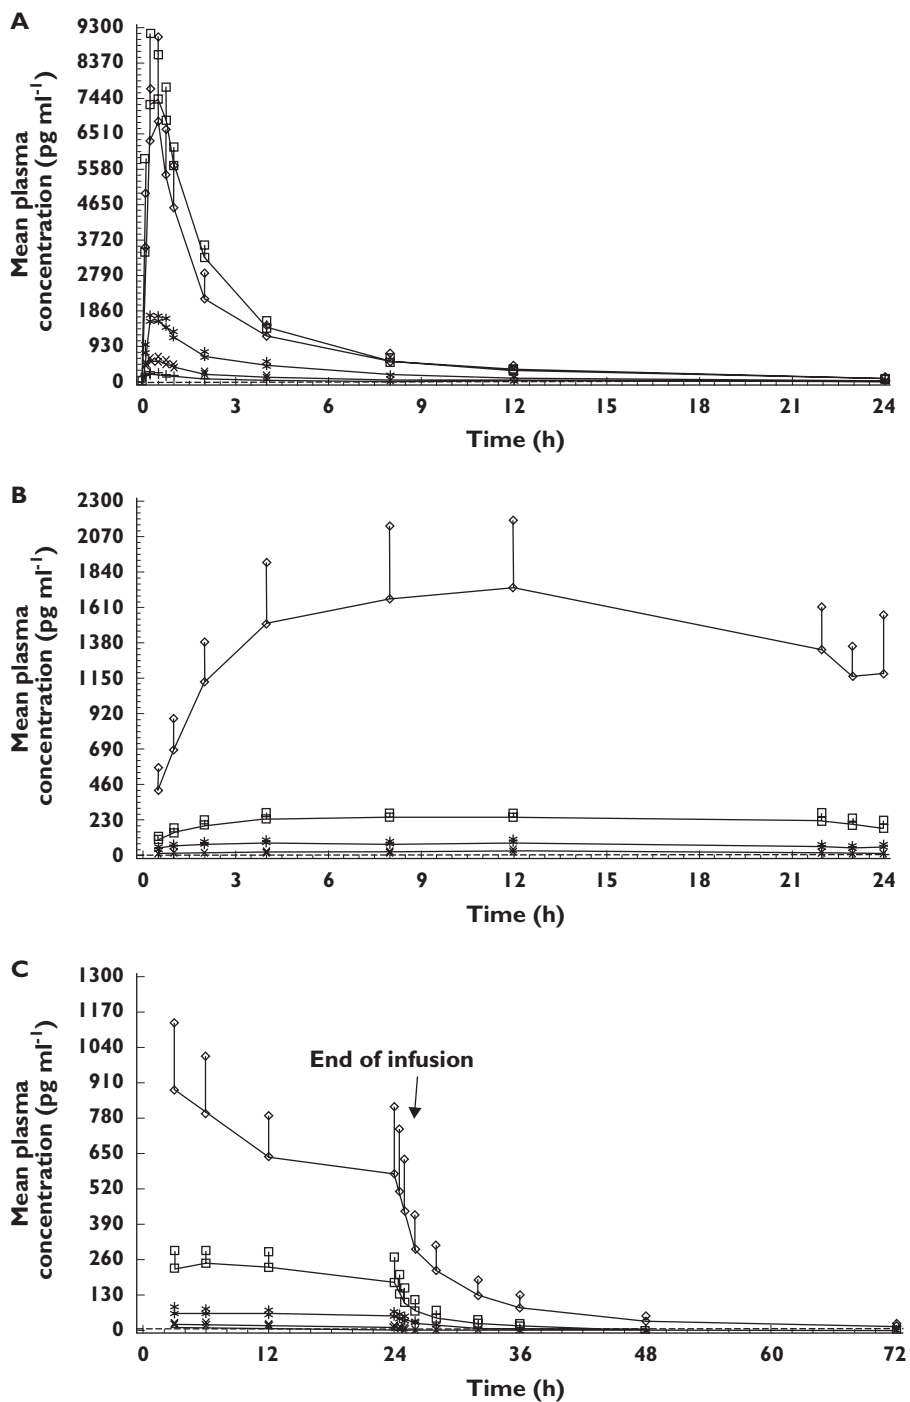 A
Mean plasma
concentration (pg ml-1)
9300
8370
7440
6510
5580
4650
3720
2790
1860
930
0
0 3 6 9 12 15 18 21 24
Time (h)
B
Mean plasma
concentration (pg ml-1)
2300
2070
1840
1610
1380
1150
920
690
460
230
0
0 3 6 9 12 15 18 21 24
Time (h)
C
Mean plasma
concentration (pg ml-1)
1300
1170
1040
910
780
650
520
390
260
130
0
End of infusion
0 12 24 36 48 60 72
Time (h)